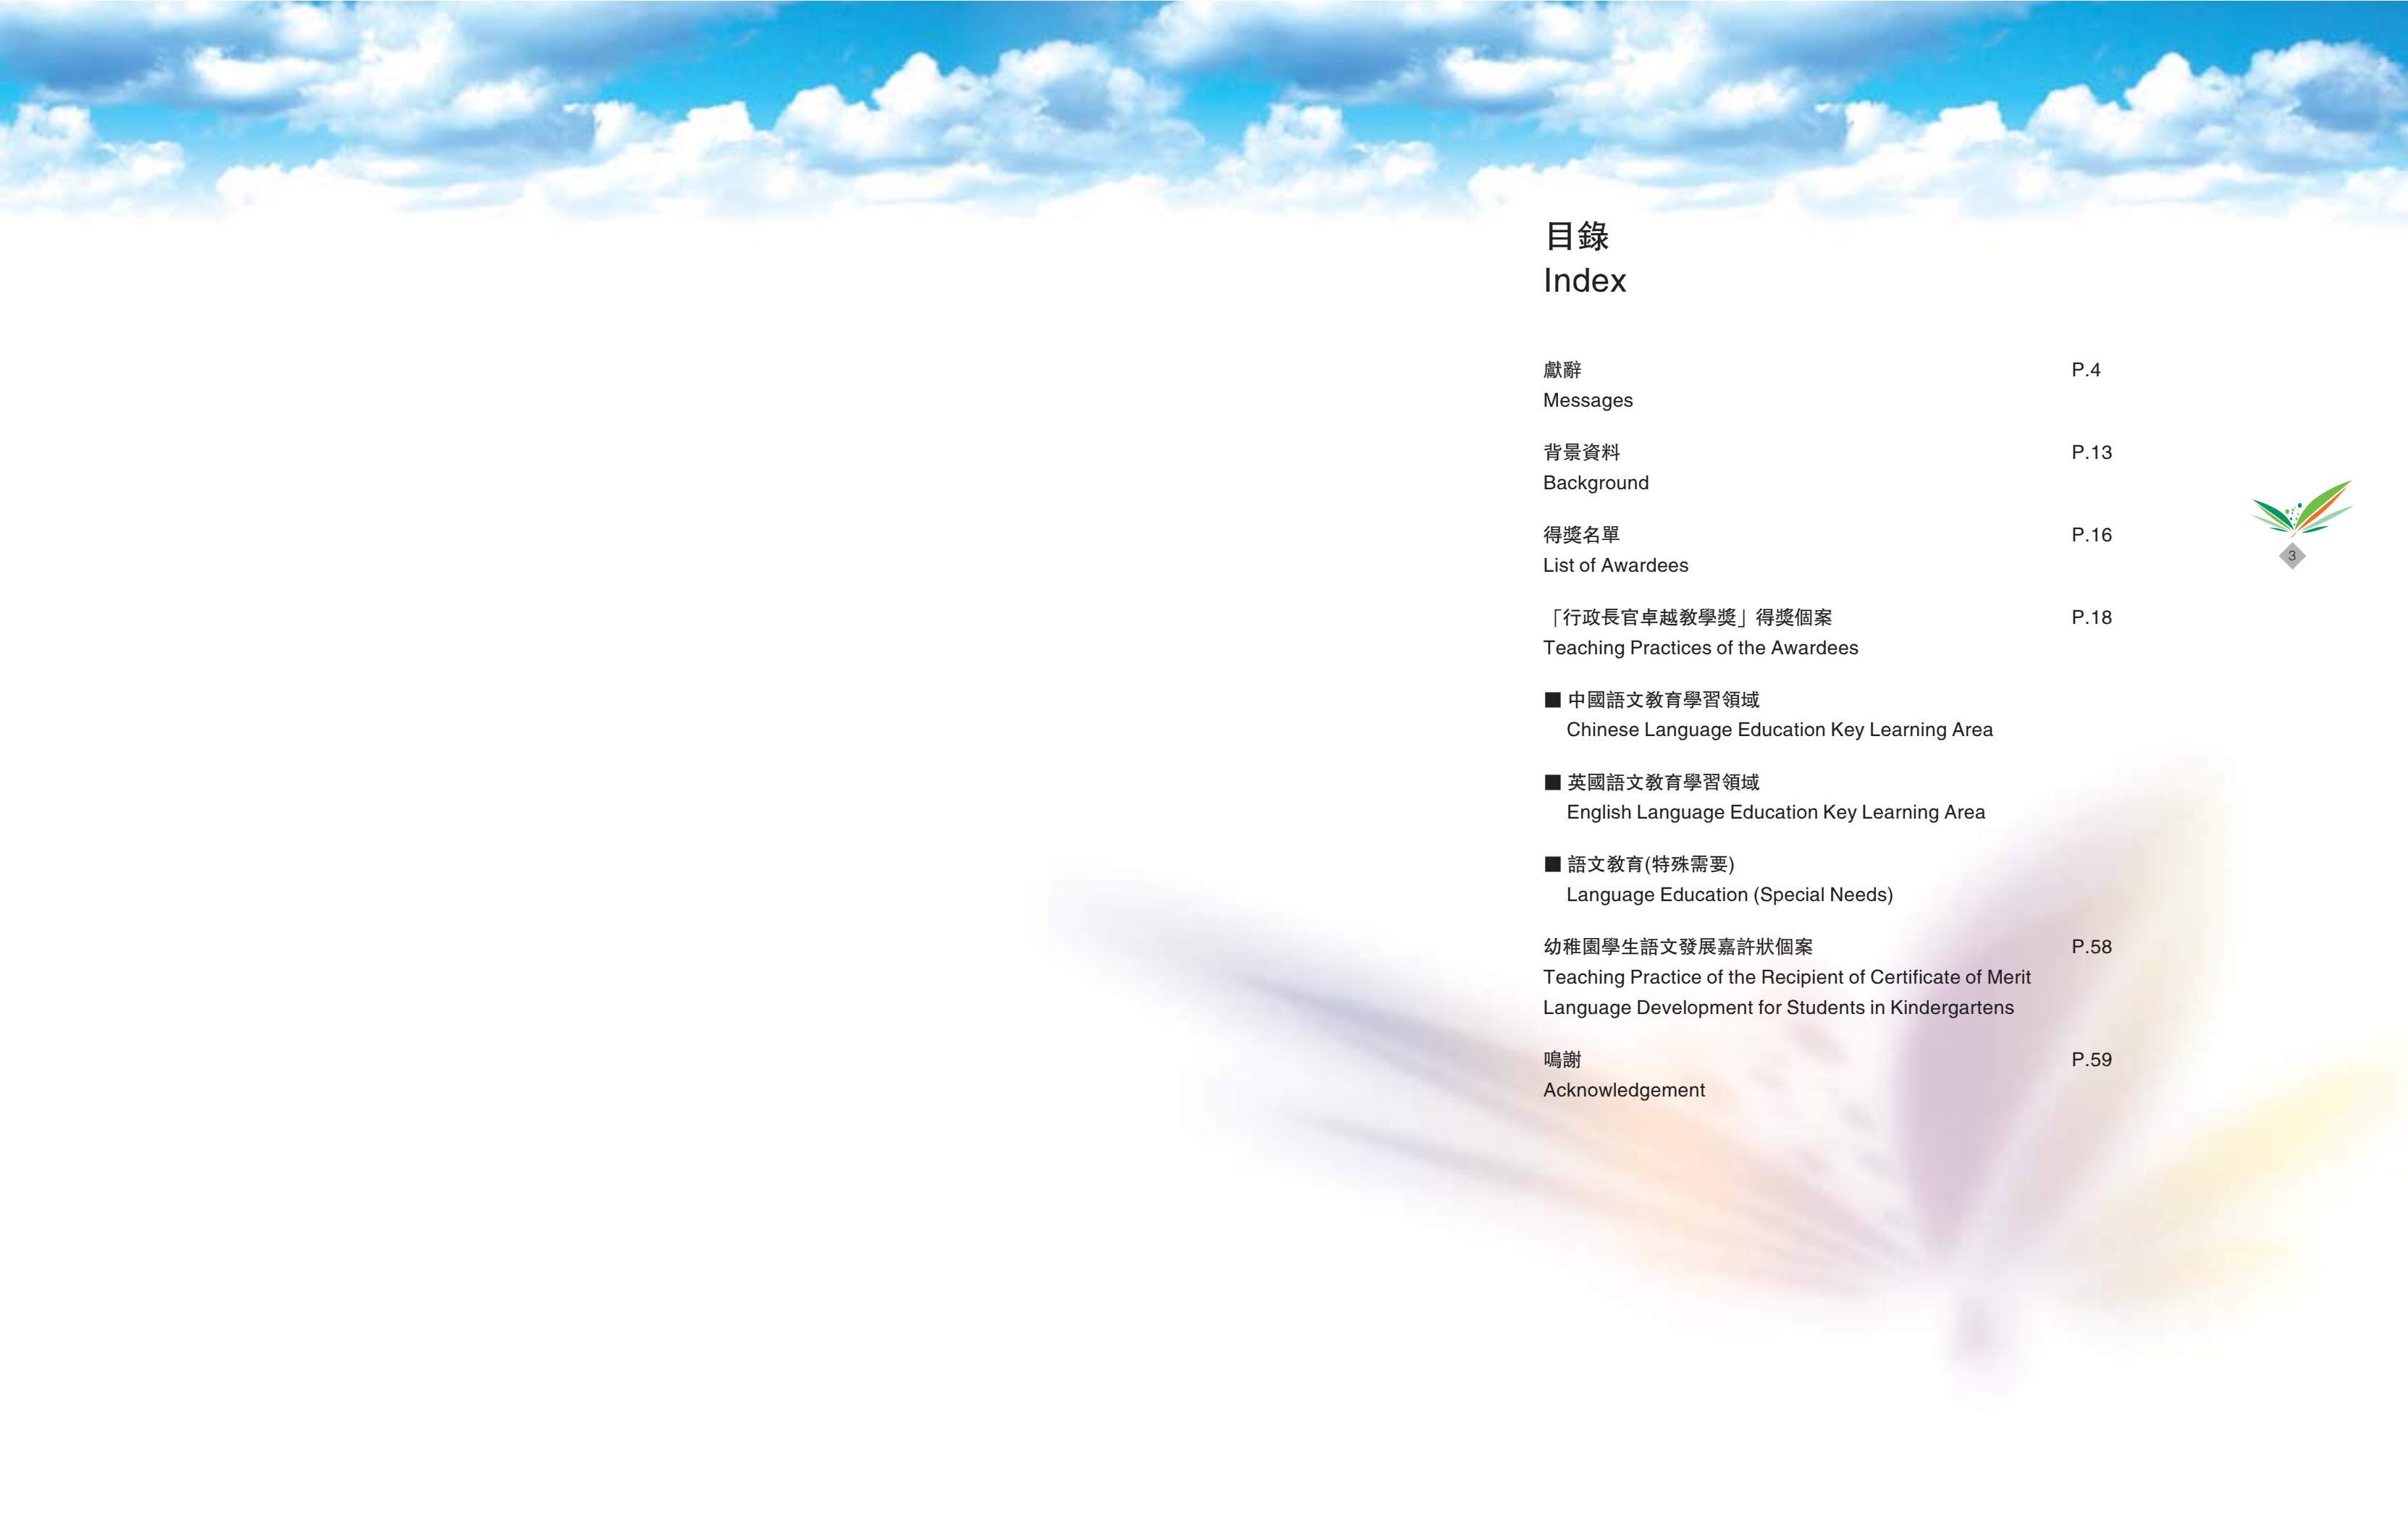 目錄
Index
獻辭 P.4
Messages
背景資料 P.13
Background
得獎名單 P.16
List of Awardees
「行政長官卓越教學獎」得獎個案 P.18
Teaching Practices of the Awardees
■ 中國語文教育學習領域
Chinese Language Education Key Learning Area
■ 英國語文教育學習領域
English Language Education Key Learning Area
■ 語文教育(特殊需要)
Language Education (Special Needs)
幼稚園學生語文發展嘉許狀個案 P.58
Teaching Practice of the Recipient of Certificate of Merit
Language Development for Students in Kindergartens
鳴謝 P.59
Acknowledgement
3